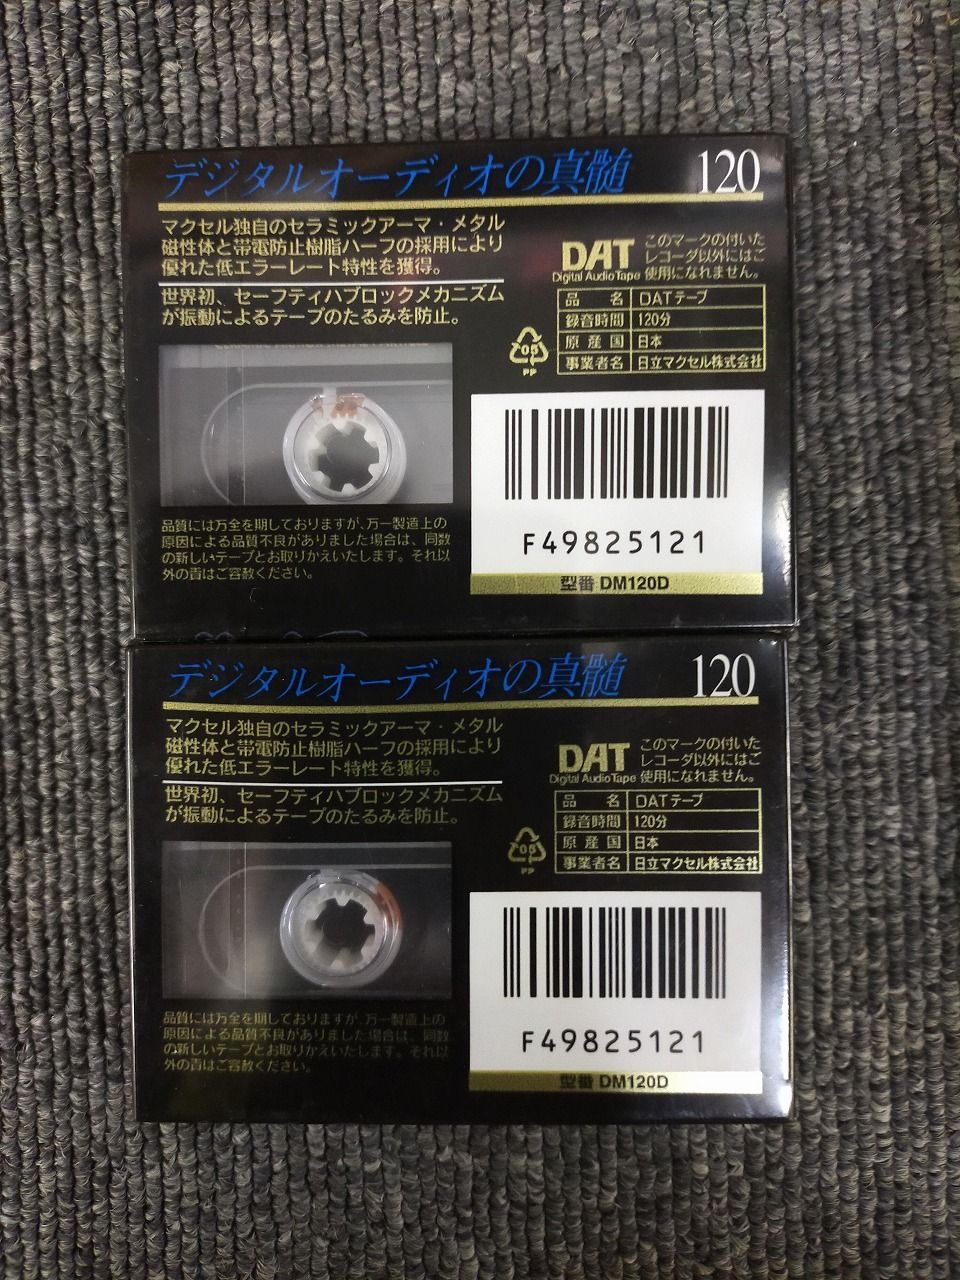 デジタルオーディオの真髄 120
マクセル独自のセラミックアーマ・メタル
磁性体と帯電防止樹脂ハーフの採用により
優れた低エラーレート特性を獲得。
世界初、セーフティハブロックメカニズム
が振動によるテープのたるみを防止。
DAT
Digital Audio Tape
このマークの付いた
レコーダ以外にはご
使用になれません。
品名 DATテープ
録音時間 120分
原産国 日本
事業者名 日立マクセル株式会社
05
PP
品質には万全を期しておりますが、万一製造上の
原因による品質不良がありました場合は、同数
の新しいテープとお取りかえいたします。それ以
外の責はご容赦ください。
F49825121
型番 DM120D
デジタルオーディオの真髄 120
マクセル独自のセラミックアーマ・メタル
磁性体と帯電防止樹脂ハーフの採用により
優れた低エラーレート特性を獲得。
世界初、セーフティハブロックメカニズム
が振動によるテープのたるみを防止。
DAT
Digital Audio Tape
このマークの付いた
レコーダ以外にはご
使用になれません。
品名 DATテープ
録音時間 120分
原産国 日本
事業者名 日立マクセル株式会社
05
PP
品質には万全を期しておりますが、万一製造上の
原因による品質不良がありました場合は、同数
の新しいテープとお取りかえいたします。それ以
外の責はご容赦ください。
F49825121
型番 DM120D